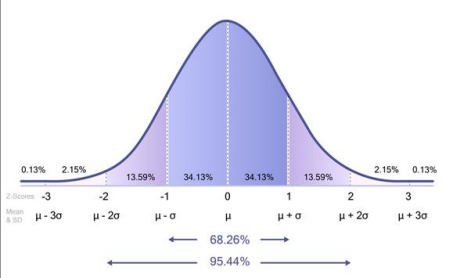 0.13% 2.15% 13.59% 34.13% 34.13% 13.59% 2.15% 0.13%
Z-Scores -3 -2 -1 0 1 2 3
Mean
& SD
μ - 3σ μ - 2σ μ - σ μ μ + σ μ + 2σ μ + 3σ
68.26%
95.44%